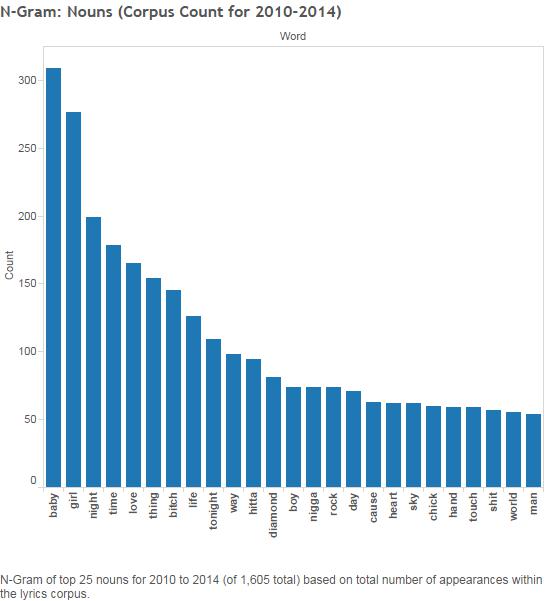 N-Gram: Nouns (Corpus Count for 2010-2014)
Word
300
250
200
150
100
50
0
Count
baby
girl
night
time
love
thing
bitch
life
tonight
way
hitta
diamond
boy
nigga
rock
day
cause
heart
sky
chick
hand
touch
shit
world
man
N-Gram of top 25 nouns for 2010 to 2014 (of 1,605 total) based on total number of appearances within
the lyrics corpus.